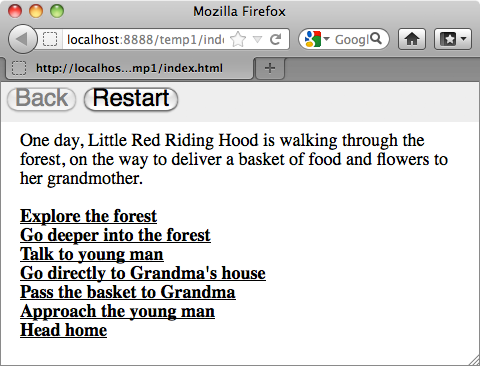 Mozilla Firefox
localhost:8888/temp1/ind
Googl
http://localhos...mp1/index.html
Back Restart
One day, Little Red Riding Hood is walking through the
forest, on the way to deliver a basket of food and flowers to
her grandmother.
Explore the forest
Go deeper into the forest
Talk to young man
Go directly to Grandma's house
Pass the basket to Grandma
Approach the young man
Head home